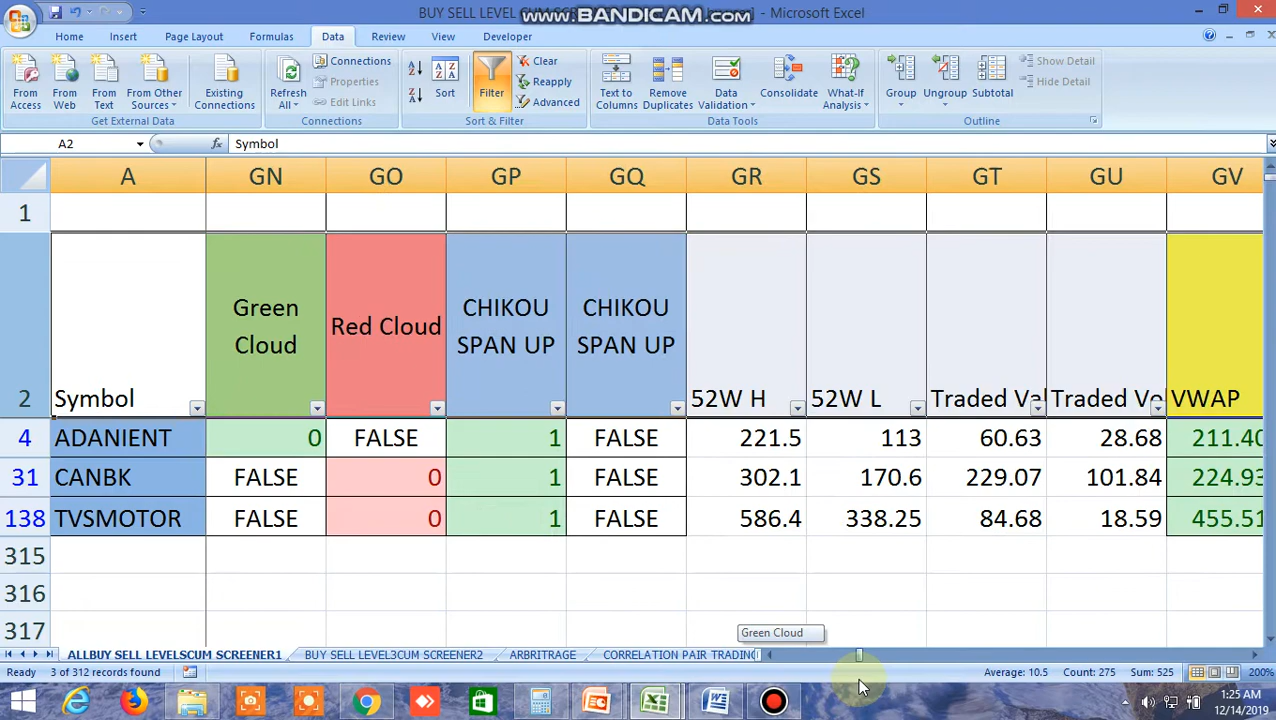 BUY SELL LEVEL CUM
www.BANDICAM.com
- Microsoft Excel
Home Insert Page Layout Formulas Data Review View Developer
From Access
From Web
From Text
From Other Sources
Existing Connections
Get External Data
Refresh All
Connections
Properties
Edit Links
Connections
Sort
Filter
Clear
Reapply
Advanced
Sort & Filter
Text to Columns
Remove Duplicates
Data Validation
Consolidate
What-If Analysis
Data Tools
Group
Ungroup
Subtotal
Show Detail
Hide Detail
Outline
A2 fx Symbol
A GN GO GP GQ GR GS GT GU GV
1
2 Symbol Green Cloud Red Cloud CHIKOU SPAN UP CHIKOU SPAN UP 52W H 52W L Traded Val Traded Vo VWAP
4 ADANIENT 0 FALSE 1 FALSE 221.5 113 60.63 28.68 211.40
31 CANBK FALSE 0 1 FALSE 302.1 170.6 229.07 101.84 224.93
138 TVSMOTOR FALSE 0 1 FALSE 586.4 338.25 84.68 18.59 455.51
315
316
317
Green Cloud
ALLBUY SELL LEVELSCUM SCREENER1 BUY SELL LEVEL3CUM SCREENER2 ARBRITRAGE CORRELATION PAIR TRADING
Ready 3 of 312 records found Average: 10.5 Count: 275 Sum: 525 200%
1:25 AM
12/14/2019